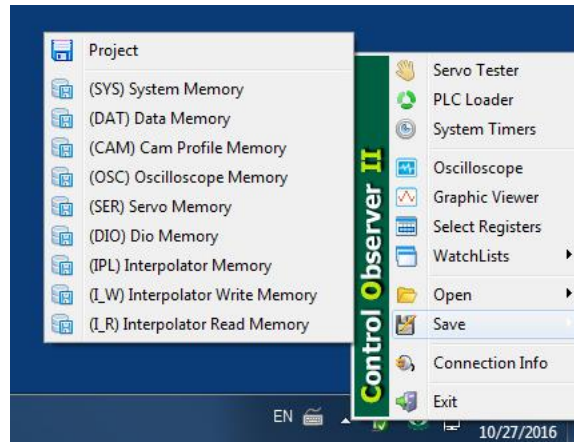 Project
(SYS) System Memory
(DAT) Data Memory
(CAM) Cam Profile Memory
(OSC) Oscilloscope Memory
(SER) Servo Memory
(DIO) Dio Memory
(IPL) Interpolator Memory
(I_W) Interpolator Write Memory
(I_R) Interpolator Read Memory
Control Observer II
Servo Tester
PLC Loader
System Timers
Oscilloscope
Graphic Viewer
Select Registers
WatchLists
Open
Save
Connection Info
Exit
EN
10/27/2016